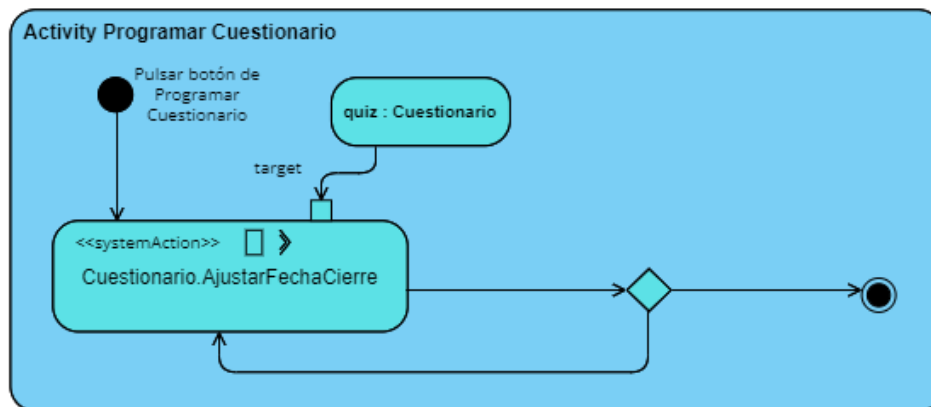 Activity Programar Cuestionario
Pulsar botón de
Programar
Cuestionario
quiz : Cuestionario
target
<<systemAction>>
Cuestionario.AjustarFechaCierre